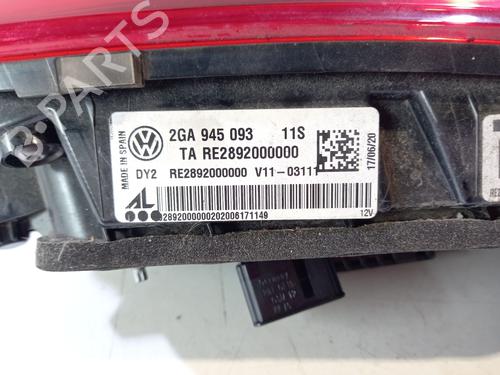 MADE IN SPAIN
2GA 945 093 11S
TA RE2892000000
DY2 RE2892000000 V11-03111
17/06/20
AL
2892000000202006171149
12V
B-PARTS